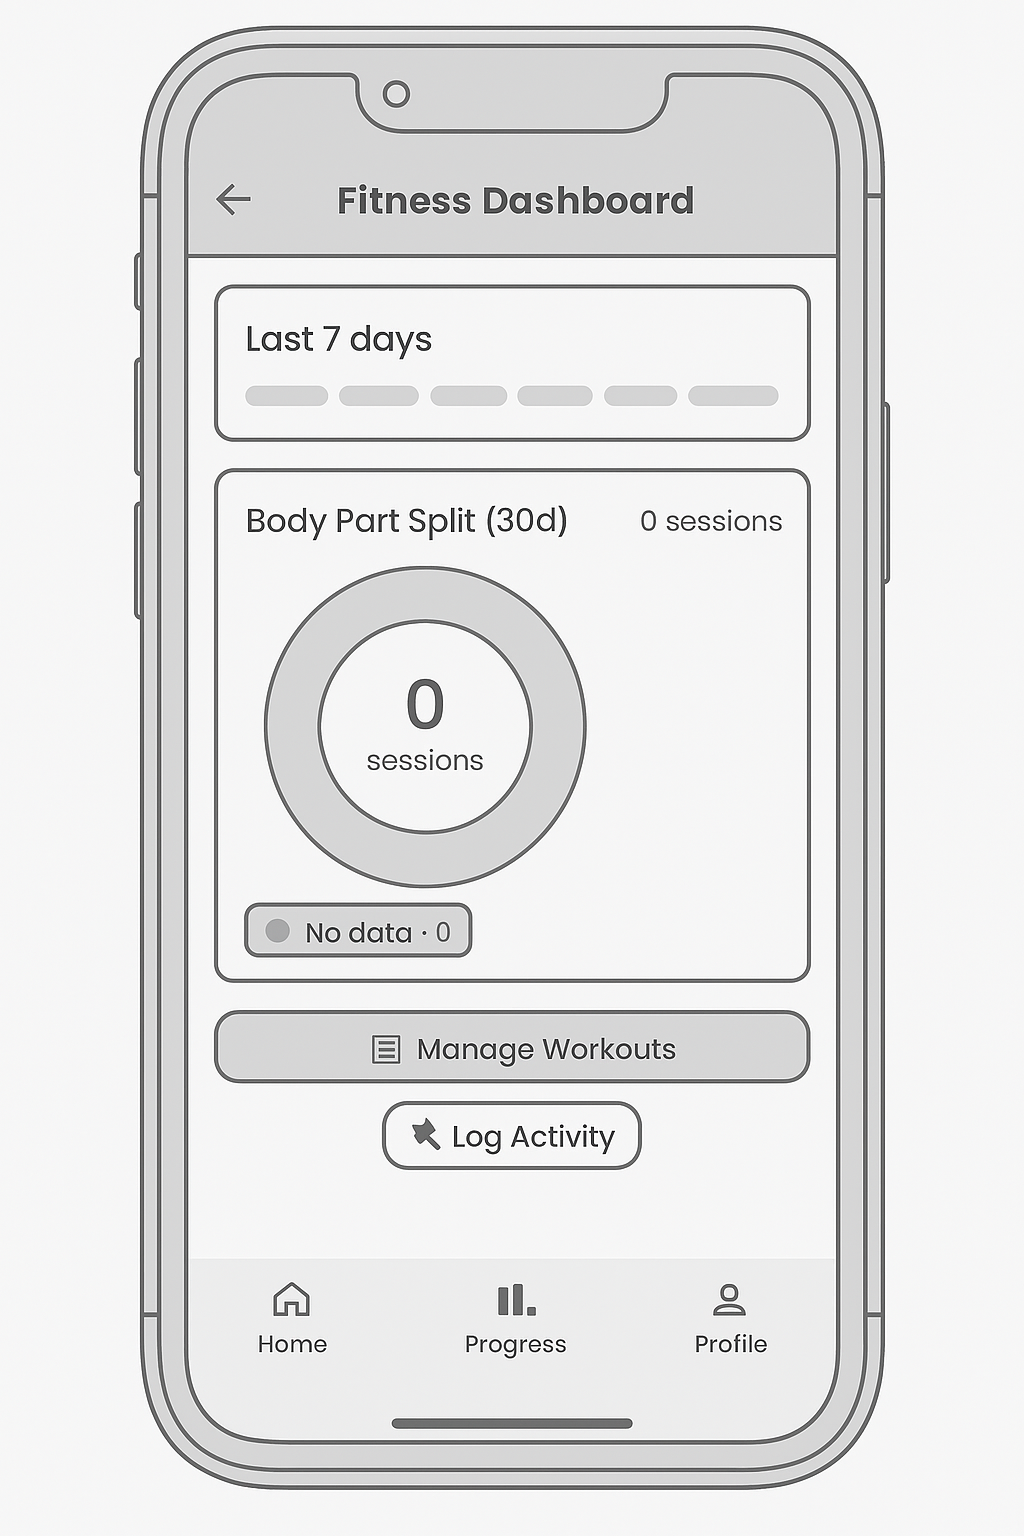 Fitness Dashboard
Last 7 days
Body Part Split (30d) 0 sessions
0
sessions
No data · 0
Manage Workouts
Log Activity
Home Progress Profile